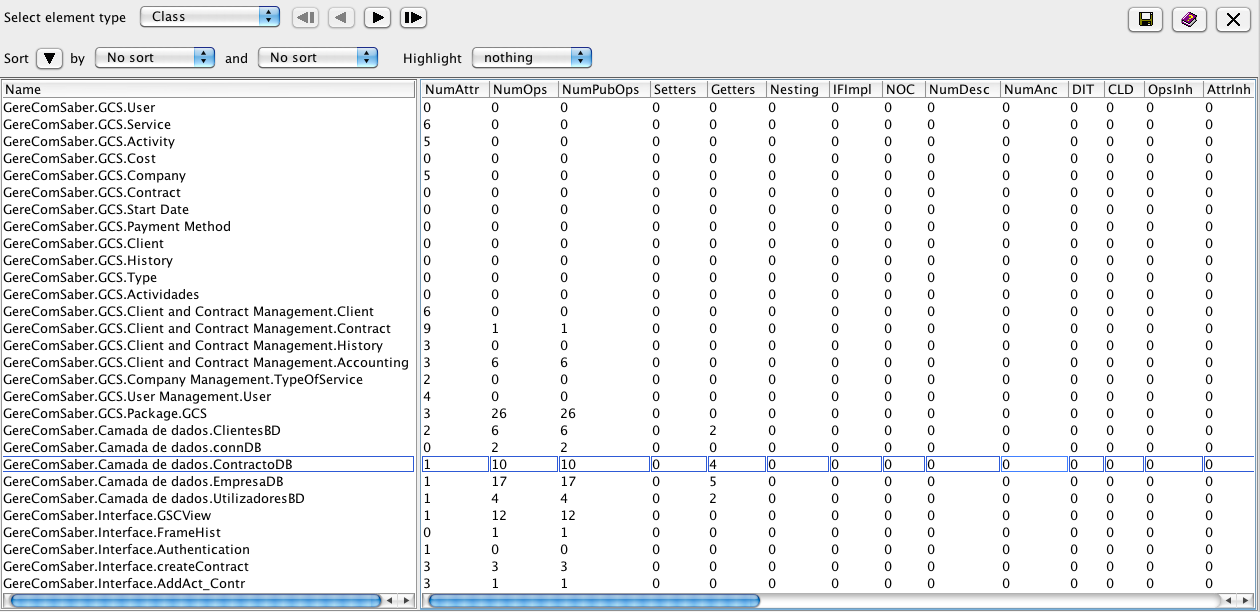 Select element type Class
Sort by No sort and No sort Highlight nothing
Name NumAttr NumOps NumPubOps Setters Getters Nesting IFImpl NOC NumDesc NumAnc DIT CLD OpsInh AttrInh
GereComSaber.GCS.User 0 0 0 0 0 0 0 0 0 0 0 0 0 0
GereComSaber.GCS.Service 6 0 0 0 0 0 0 0 0 0 0 0 0 0
GereComSaber.GCS.Activity 5 0 0 0 0 0 0 0 0 0 0 0 0 0
GereComSaber.GCS.Cost 0 0 0 0 0 0 0 0 0 0 0 0 0 0
GereComSaber.GCS.Company 5 0 0 0 0 0 0 0 0 0 0 0 0 0
GereComSaber.GCS.Contract 0 0 0 0 0 0 0 0 0 0 0 0 0 0
GereComSaber.GCS.Start Date 0 0 0 0 0 0 0 0 0 0 0 0 0 0
GereComSaber.GCS.Payment Method 0 0 0 0 0 0 0 0 0 0 0 0 0 0
GereComSaber.GCS.Client 0 0 0 0 0 0 0 0 0 0 0 0 0 0
GereComSaber.GCS.History 0 0 0 0 0 0 0 0 0 0 0 0 0 0
GereComSaber.GCS.Type 0 0 0 0 0 0 0 0 0 0 0 0 0 0
GereComSaber.GCS.Actividades 0 0 0 0 0 0 0 0 0 0 0 0 0 0
GereComSaber.GCS.Client and Contract Management.Client 6 0 0 0 0 0 0 0 0 0 0 0 0 0
GereComSaber.GCS.Client and Contract Management.Contract 9 1 1 0 0 0 0 0 0 0 0 0 0 0
GereComSaber.GCS.Client and Contract Management.History 3 0 0 0 0 0 0 0 0 0 0 0 0 0
GereComSaber.GCS.Client and Contract Management.Accounting 3 6 6 0 0 0 0 0 0 0 0 0 0 0
GereComSaber.GCS.Company Management.TypeOfService 2 0 0 0 0 0 0 0 0 0 0 0 0 0
GereComSaber.GCS.User Management.User 4 0 0 0 0 0 0 0 0 0 0 0 0 0
GereComSaber.GCS.Package.GCS 3 26 26 0 0 0 0 0 0 0 0 0 0 0
GereComSaber.Camada de dados.ClientesBD 2 6 6 0 2 0 0 0 0 0 0 0 0 0
GereComSaber.Camada de dados.connDB 0 2 2 0 0 0 0 0 0 0 0 0 0 0
GereComSaber.Camada de dados.ContractoDB 1 10 10 0 4 0 0 0 0 0 0 0 0 0
GereComSaber.Camada de dados.EmpresaDB 1 17 17 0 5 0 0 0 0 0 0 0 0 0
GereComSaber.Camada de dados.UtilizadoresBD 1 4 4 0 2 0 0 0 0 0 0 0 0 0
GereComSaber.Interface.GSCView 1 12 12 0 0 0 0 0 0 0 0 0 0 0
GereComSaber.Interface.FrameHist 0 1 1 0 0 0 0 0 0 0 0 0 0 0
GereComSaber.Interface.Authentication 1 0 0 0 0 0 0 0 0 0 0 0 0 0
GereComSaber.Interface.createContract 3 3 3 0 0 0 0 0 0 0 0 0 0 0
GereComSaber.Interface.AddAct_Contr 3 1 1 0 0 0 0 0 0 0 0 0 0 0